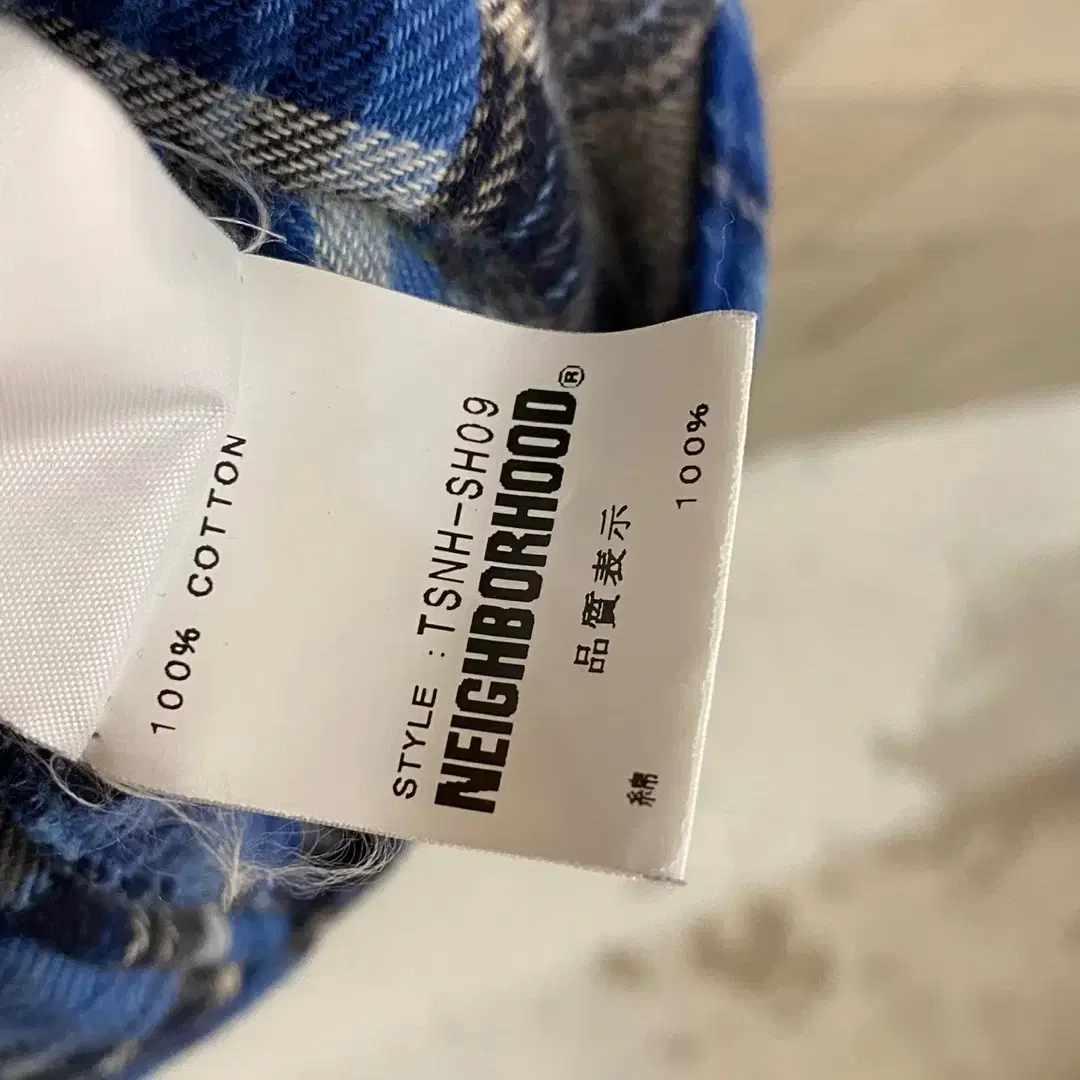 100% COTTON
STYLE : TSNH-SH09
NEIGHBORHOOD®
品質表示
綿 100%